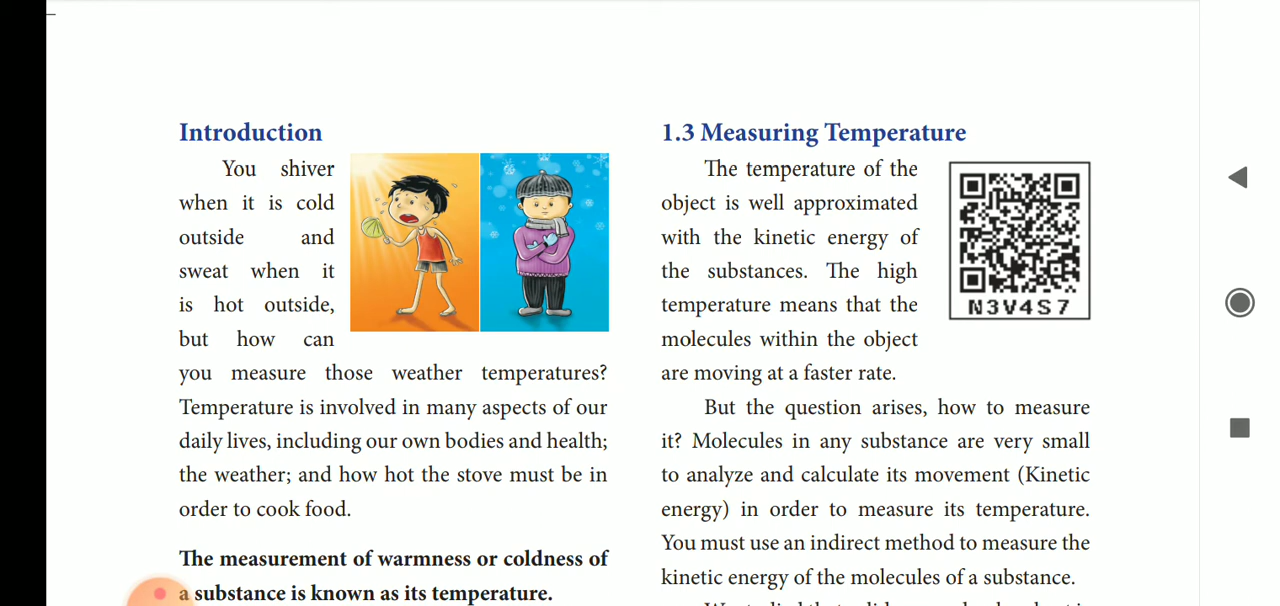 Introduction
You shiver
when it is cold
outside and
sweat when it
is hot outside,
but how can
you measure those weather temperatures?
Temperature is involved in many aspects of our
daily lives, including our own bodies and health;
the weather; and how hot the stove must be in
order to cook food.
The measurement of warmness or coldness of
a substance is known as its temperature.
1.3 Measuring Temperature
The temperature of the
object is well approximated
with the kinetic energy of
the substances. The high
temperature means that the
molecules within the object
are moving at a faster rate.
N3V4S7
But the question arises, how to measure
it? Molecules in any substance are very small
to analyze and calculate its movement (Kinetic
energy) in order to measure its temperature.
You must use an indirect method to measure the
kinetic energy of the molecules of a substance.